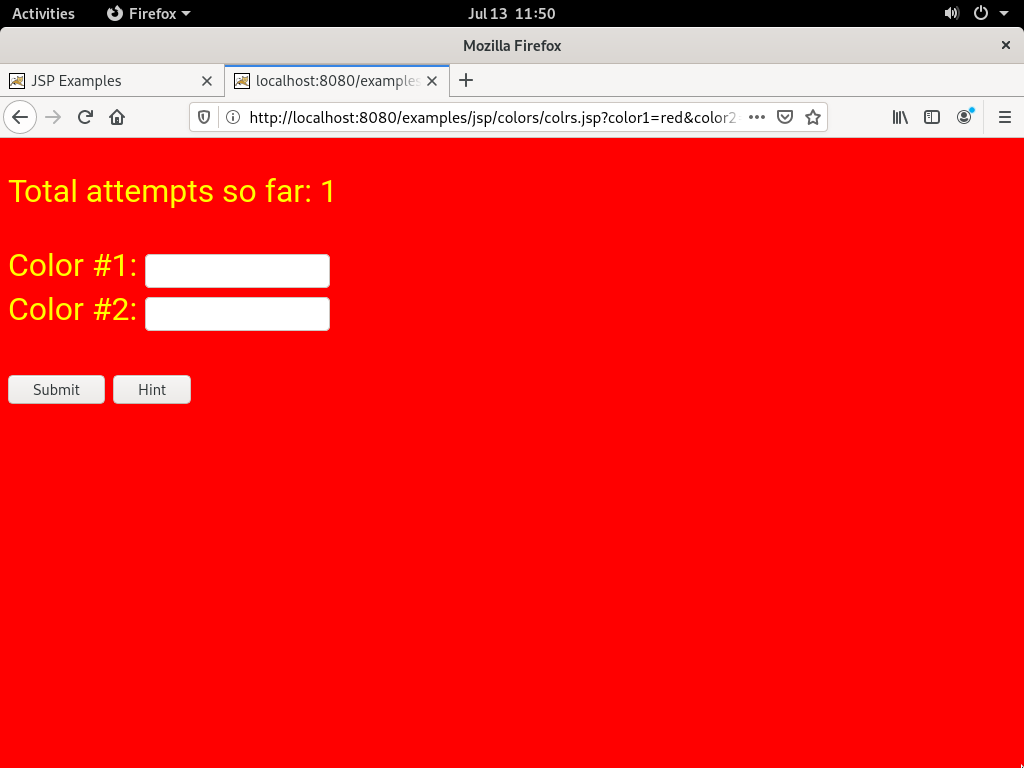 Activities Firefox Jul 13 11:50
Mozilla Firefox
JSP Examples localhost:8080/examples
http://localhost:8080/examples/jsp/colors/colrs.jsp?color1=red&color2
Total attempts so far: 1
Color #1:
Color #2:
Submit Hint